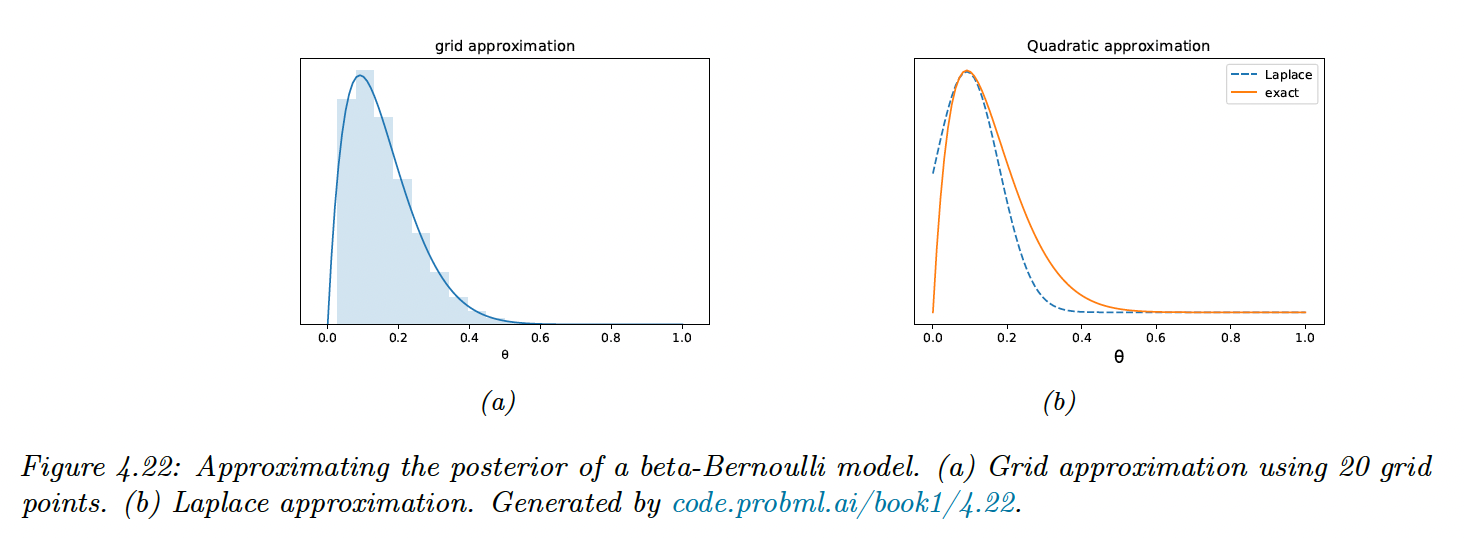 grid approximation
0.0 0.2 0.4 0.6 0.8 1.0
θ
(a)
Quadratic approximation
Laplace
exact
0.0 0.2 0.4 0.6 0.8 1.0
θ
(b)
Figure 4.22: Approximating the posterior of a beta-Bernoulli model. (a) Grid approximation using 20 grid
points. (b) Laplace approximation. Generated by code.probml.ai/book1/4.22.